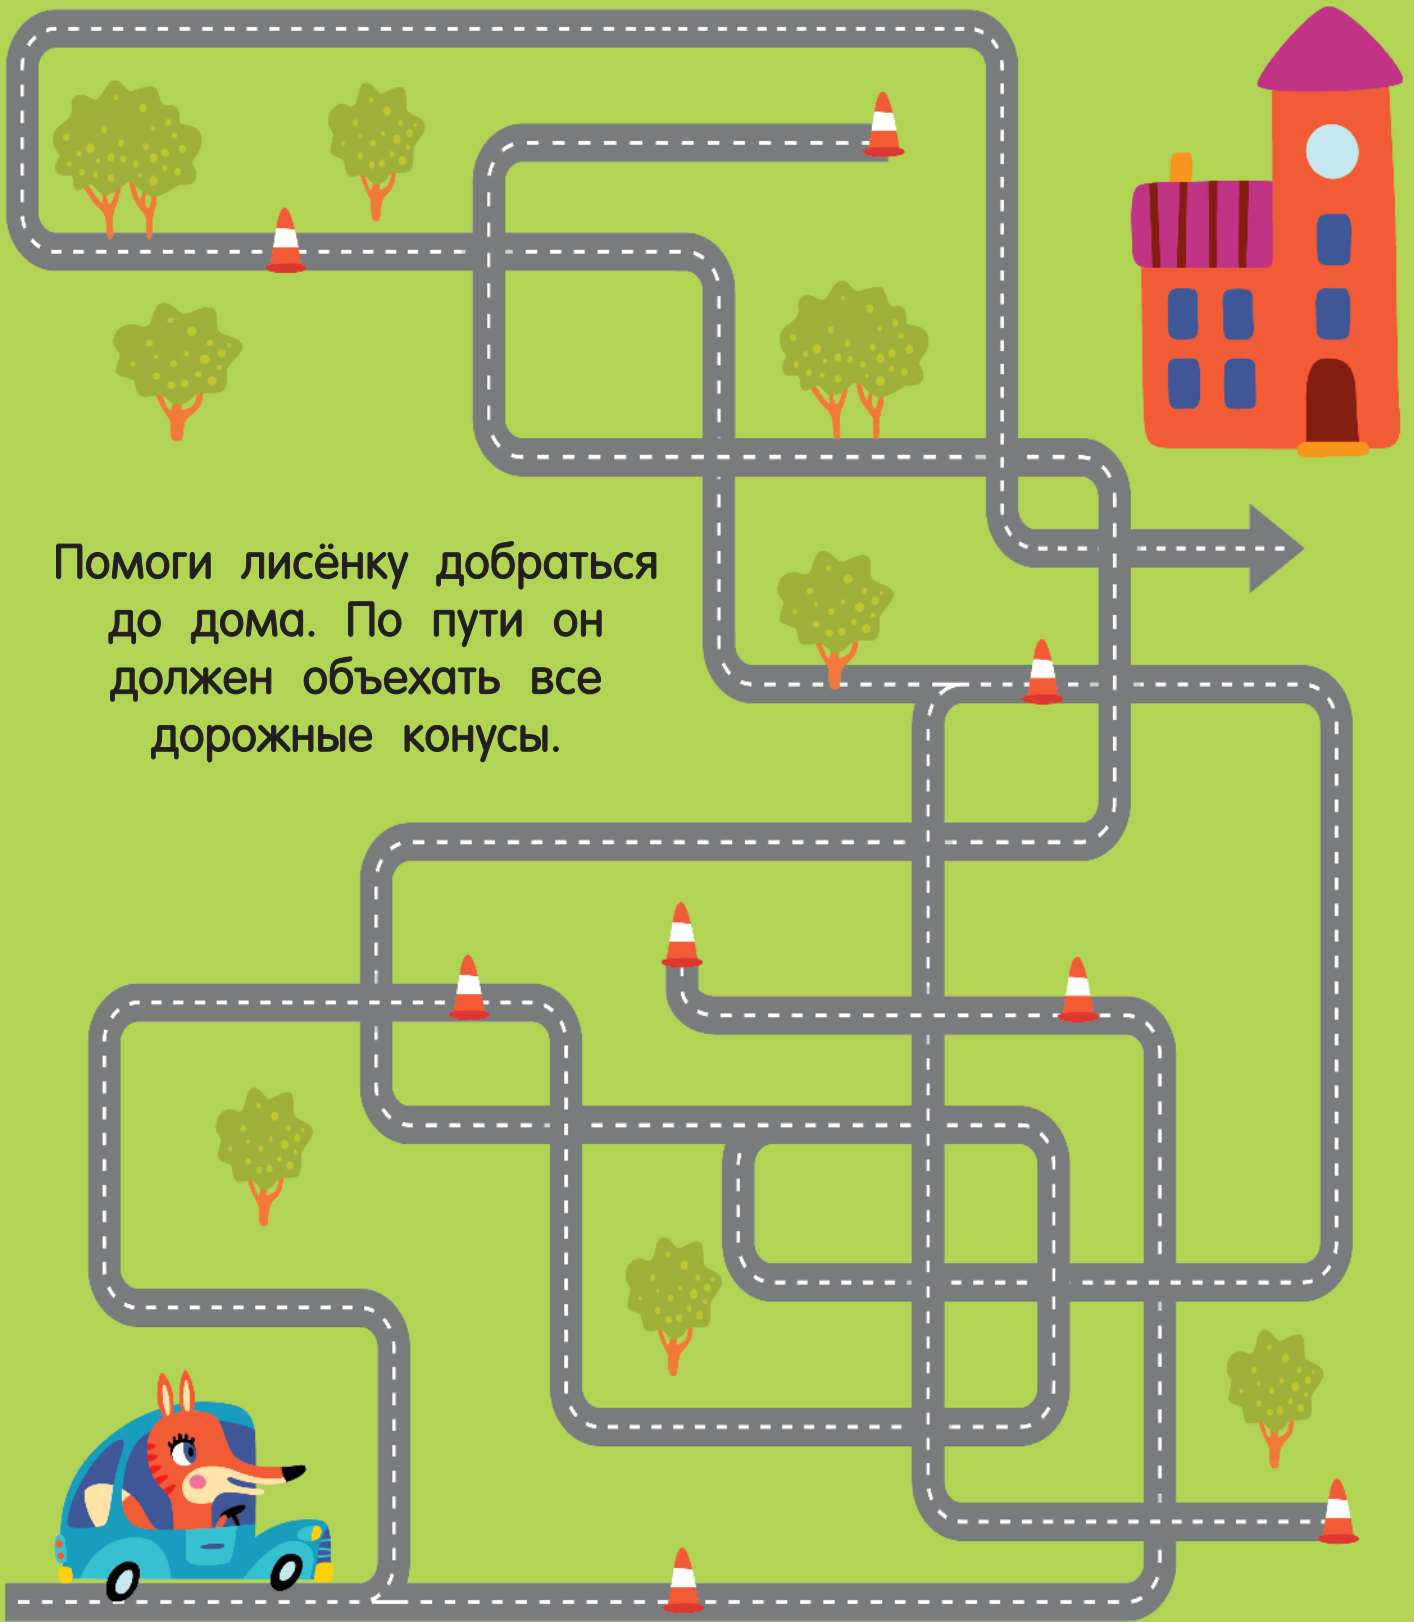 Помоги лисёнку добраться
до дома. По пути он
должен объехать все
дорожные конусы.